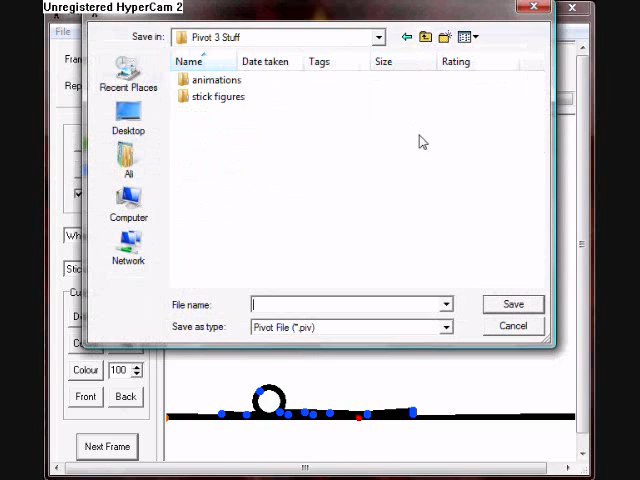 Unregistered HyperCam 2
File
Save in:
Pivot 3 Stuff
Name
Date taken
Tags
Size
Rating
animations
stick figures
Recent Places
Desktop
Ali
Computer
Network
File name:
Save
Save as type:
Pivot File (*.piv)
Cancel
Colour
100
Front
Back
Next Frame